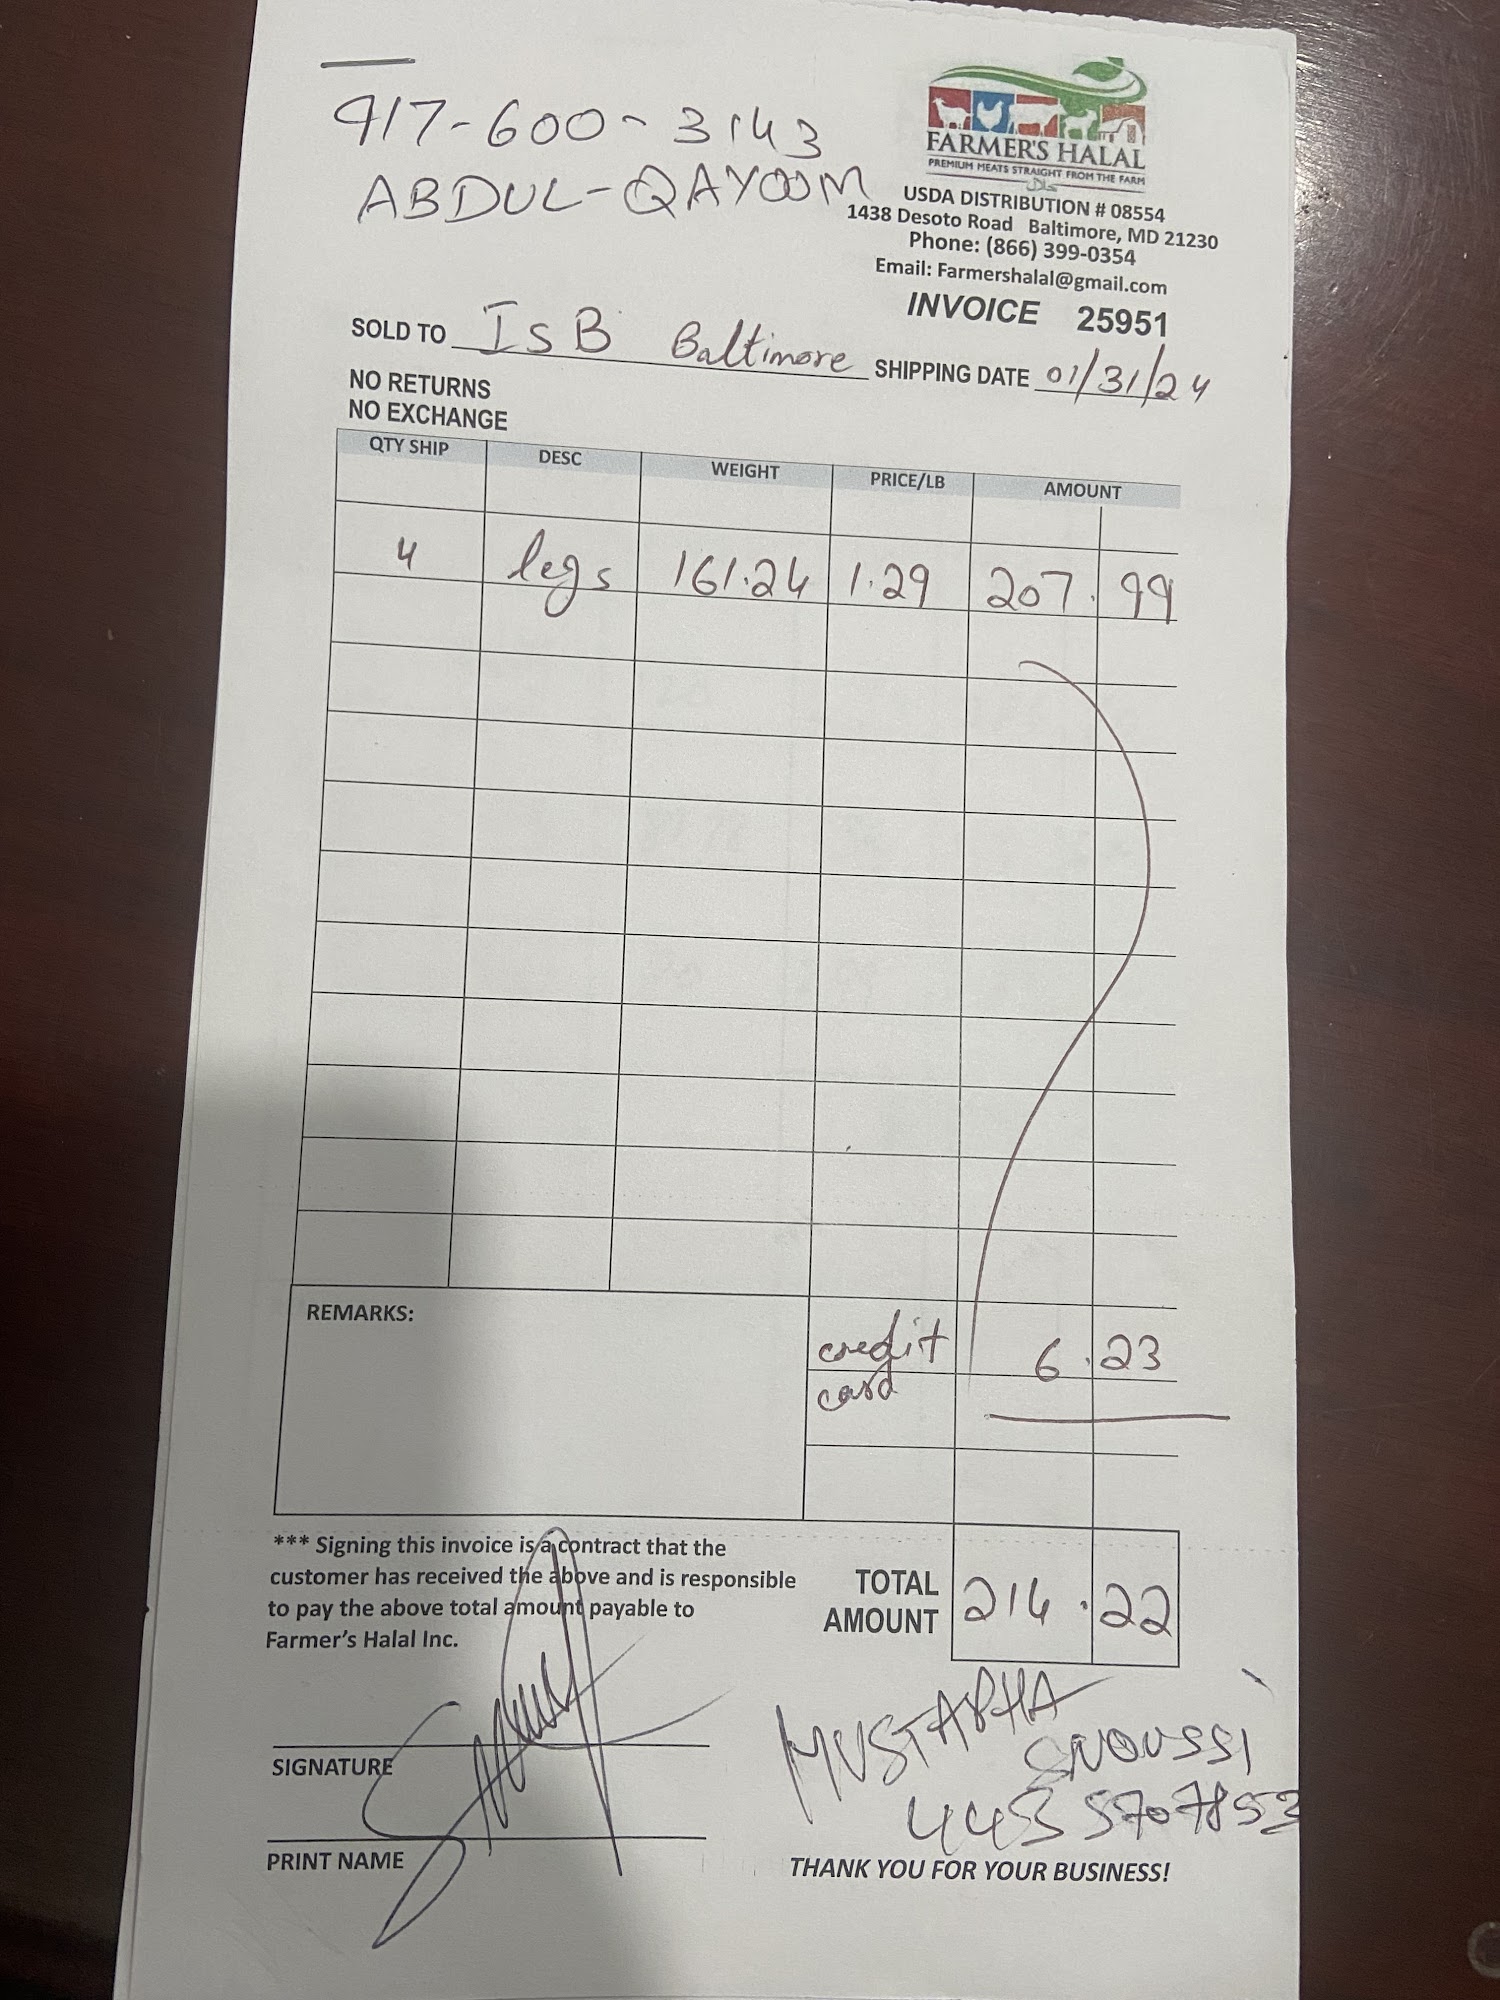 917-600-3143
ABDUL-QAYOOM
FARMER'S HALAL
PREMIUM MEATS STRAIGHT FROM THE FARM
حلال
USDA DISTRIBUTION # 08554
1438 Desoto Road Baltimore, MD 21230
Phone: (866) 399-0354
Email: Farmershalal@gmail.com
INVOICE 25951
SOLD TO ISB Baltimore SHIPPING DATE 01/31/24
NO RETURNS
NO EXCHANGE
QTY SHIP DESC WEIGHT PRICE/LB AMOUNT
4 legs 161.24 1.29 207.99
REMARKS:
credit 6.23
card
*** Signing this invoice is a contract that the
customer has received the above and is responsible
to pay the above total amount payable to
Farmer's Halal Inc.
TOTAL
AMOUNT
214.22
MUSTAPHA
SNOUSSI
443 5707853
SIGNATURE
PRINT NAME
THANK YOU FOR YOUR BUSINESS!